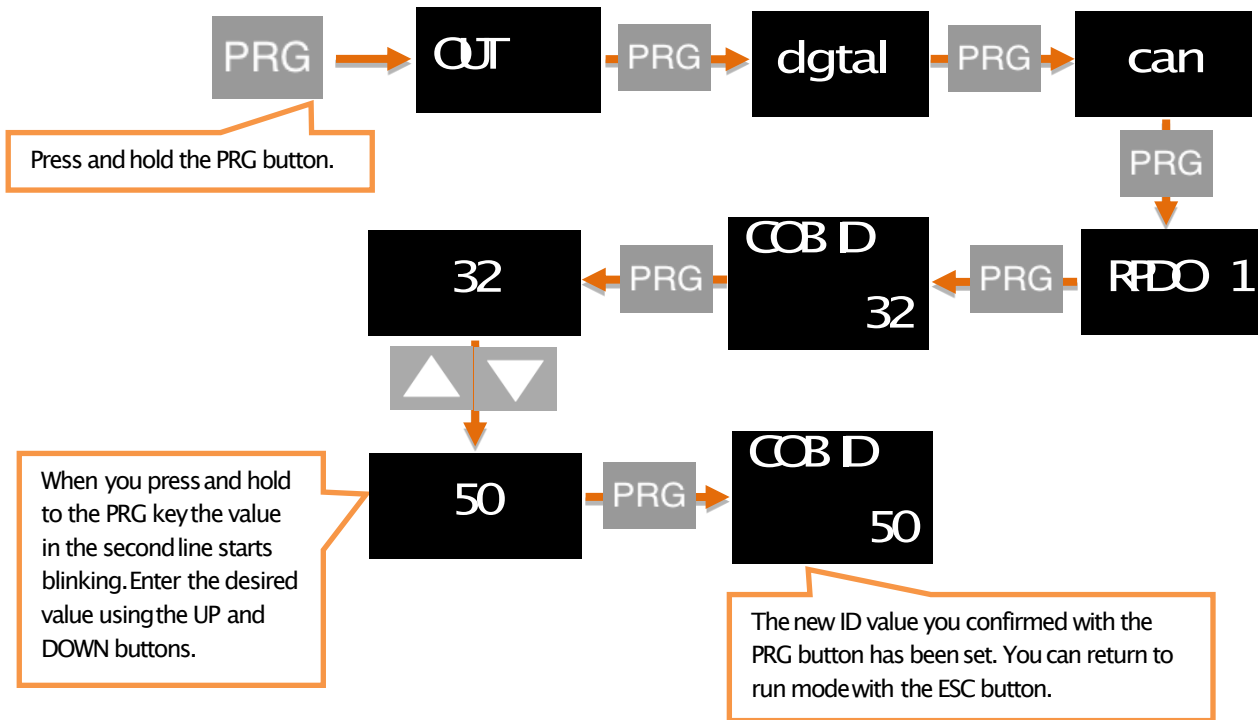 PRG
OUT
PRG
dgtal
PRG
can
Press and hold the PRG button.
PRG
RPDO 1
PRG
COB ID
32
PRG
32
50
PRG
COB ID
50
When you press and hold
to the PRG key the value
in the second line starts
blinking. Enter the desired
value using the UP and
DOWN buttons.
The new ID value you confirmed with the
PRG button has been set. You can return to
run mode with the ESC button.